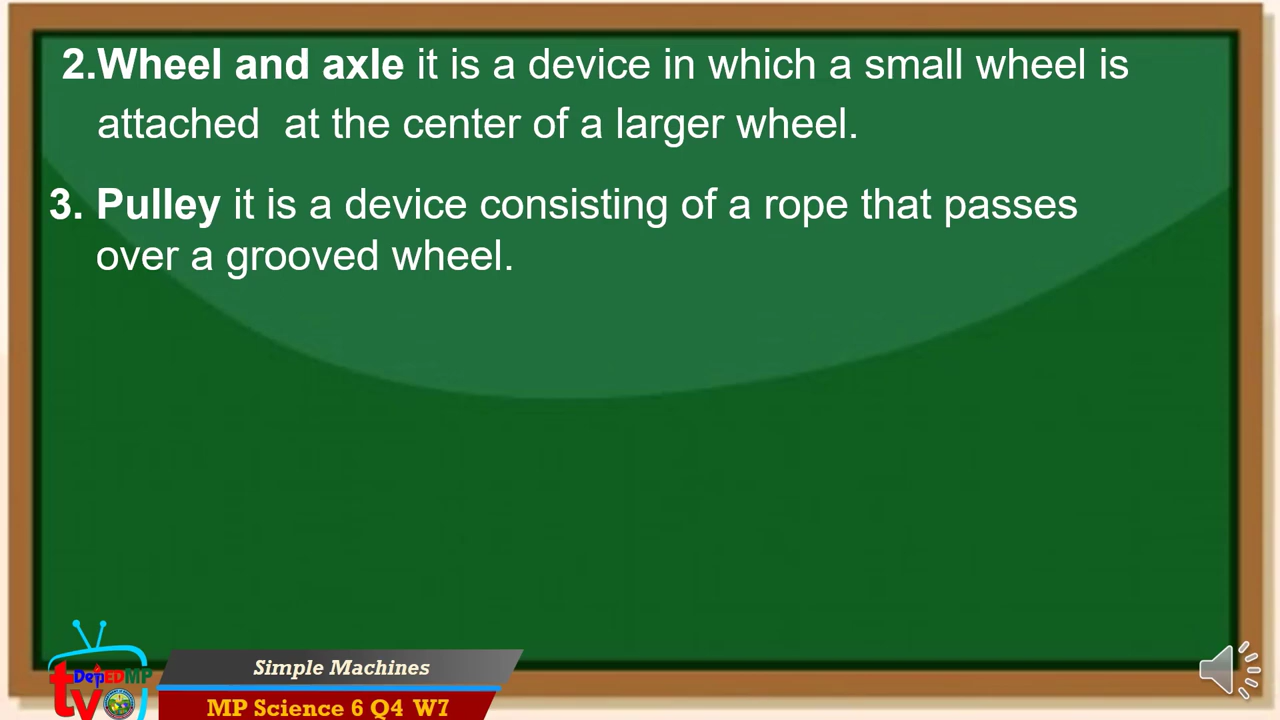 2.Wheel and axle it is a device in which a small wheel is
attached at the center of a larger wheel.
3. Pulley it is a device consisting of a rope that passes
over a grooved wheel.
DepEDMP
tv
Simple Machines
MP Science 6 Q4 W7